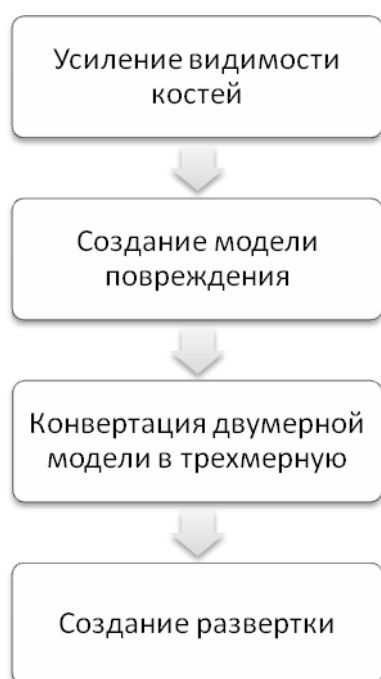 Усиление видимости
костей
Создание модели
повреждения
Конвертация двумерной
модели в трехмерную
Создание развертки